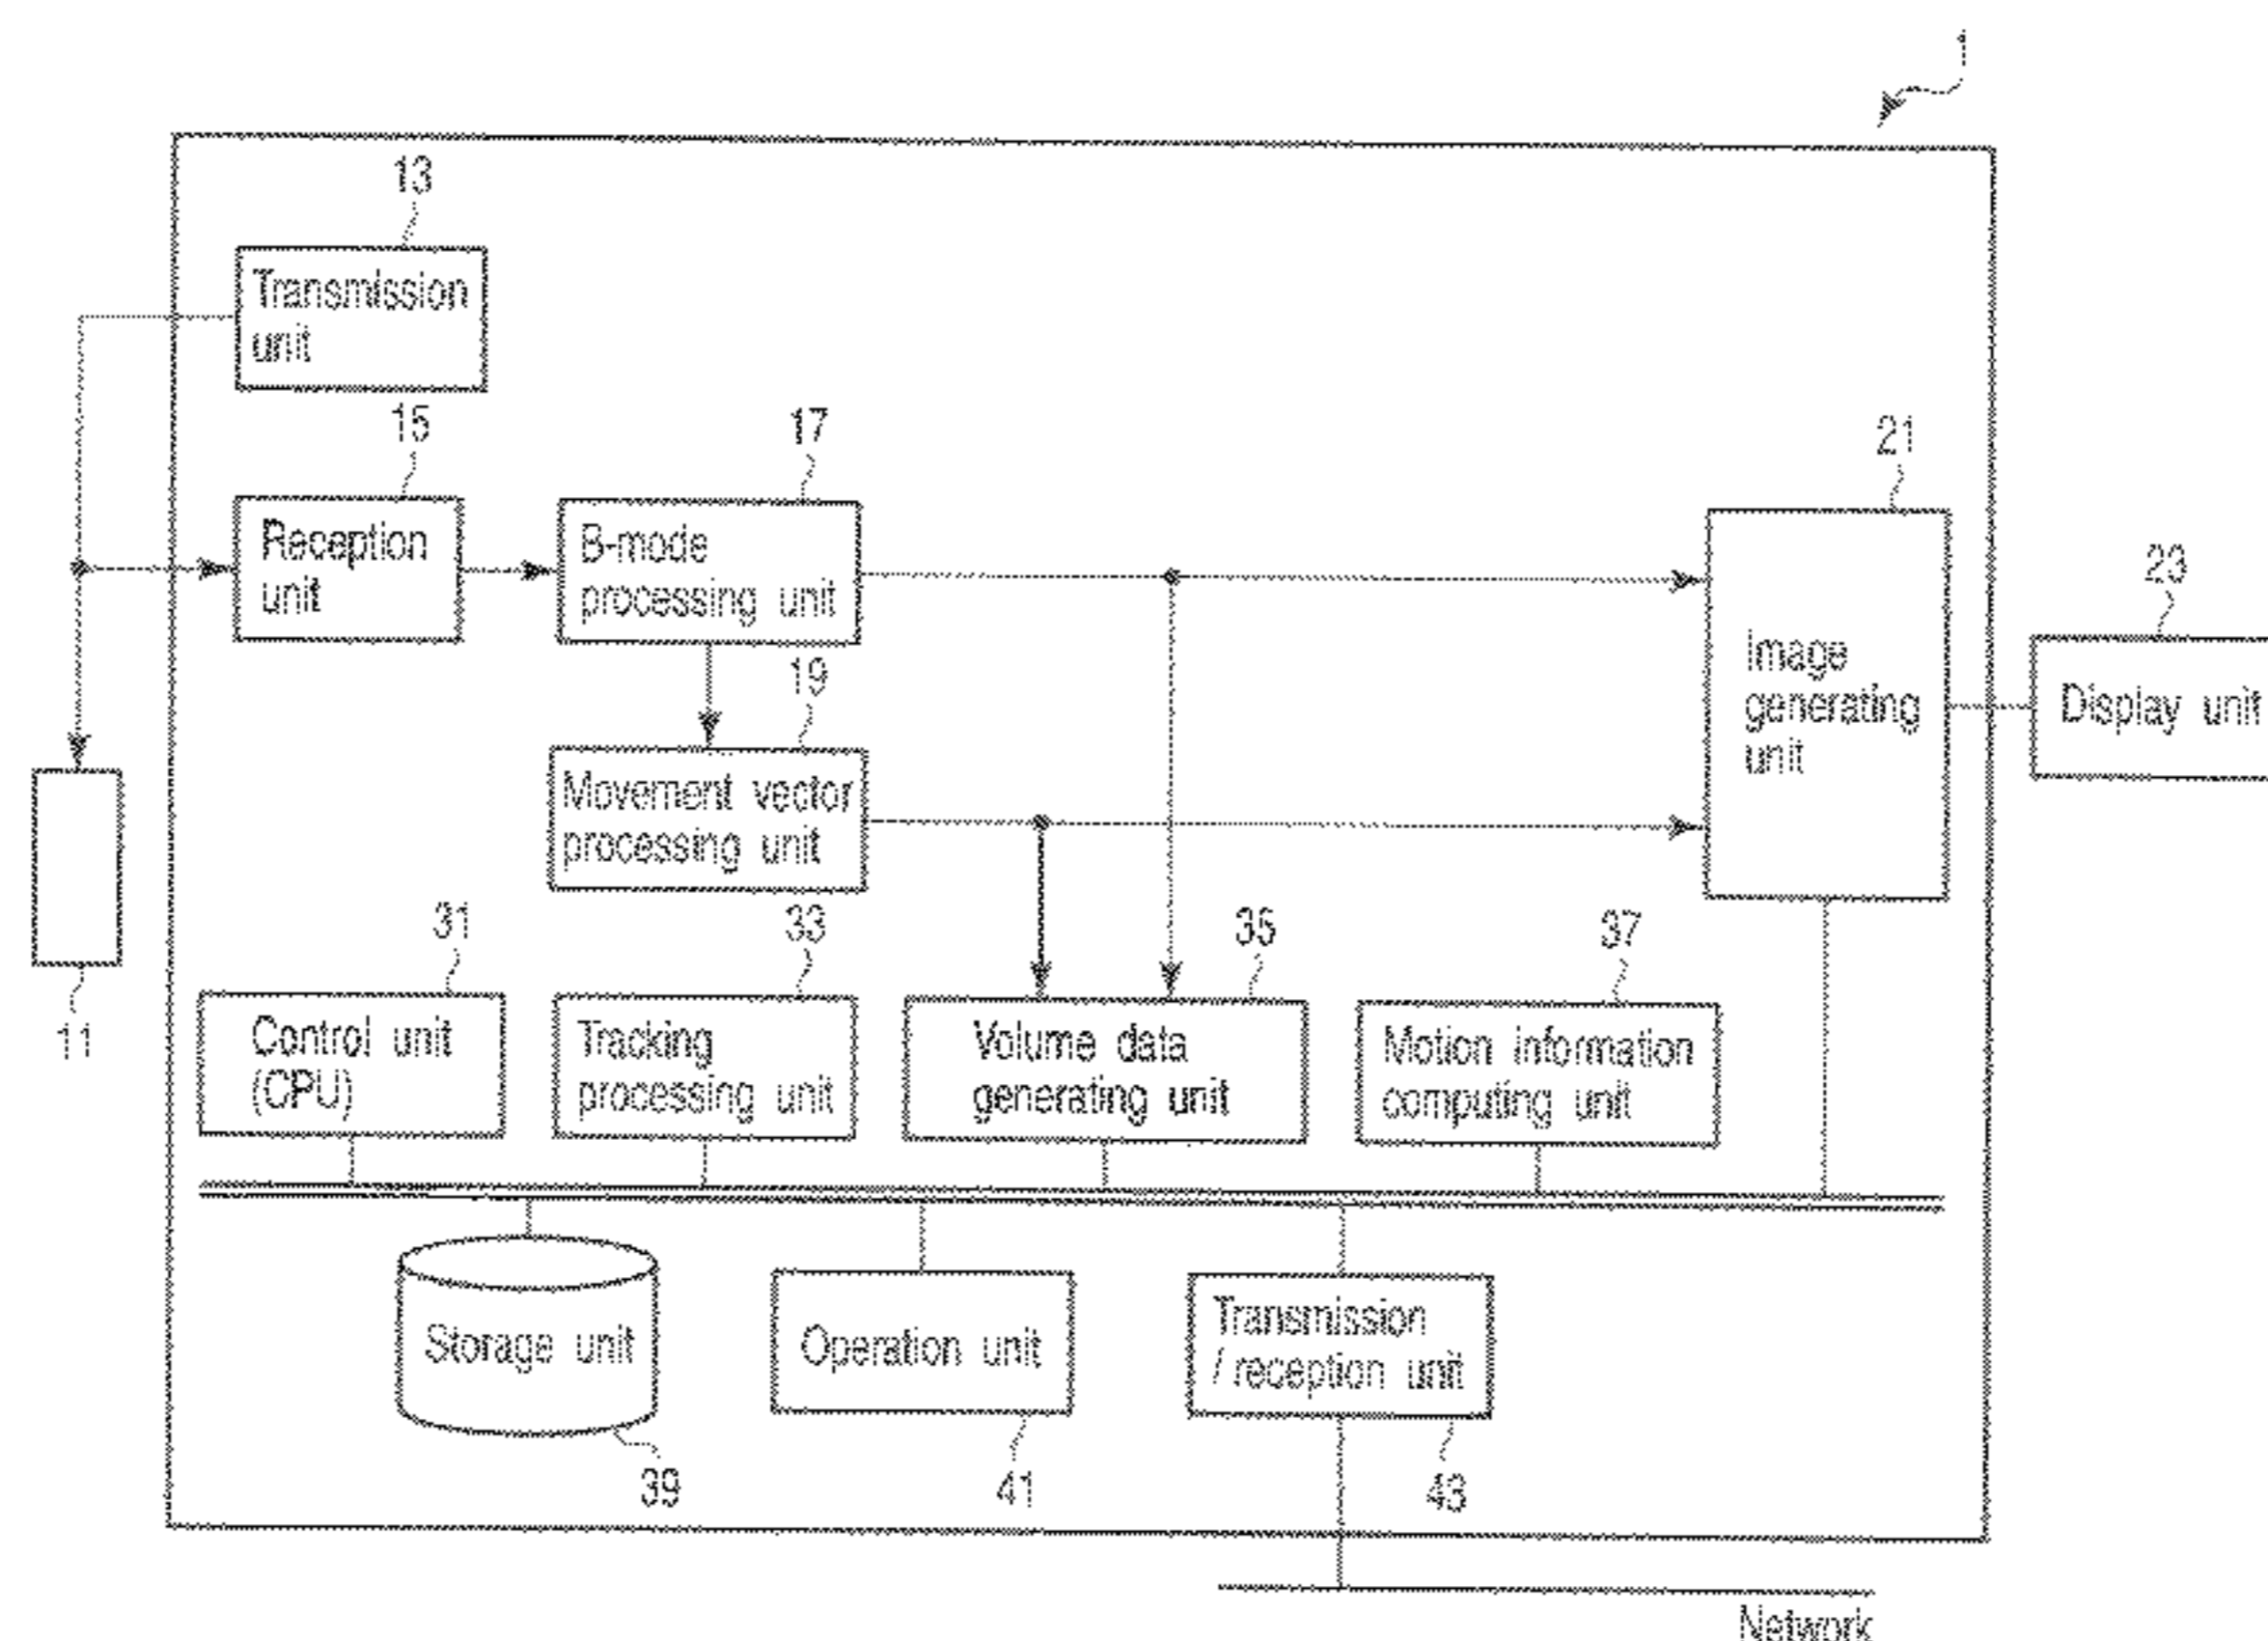 1
13
Transmission
unit
15
Reception
unit
17
B-mode
processing unit
19
Movement vector
processing unit
21
Image
generating
unit
23
Display unit
11
31
Control unit
(CPU)
33
Tracking
processing unit
35
Volume data
generating unit
37
Motion information
computing unit
Storage unit
39
Operation unit
41
Transmission
/ reception unit
43
Network